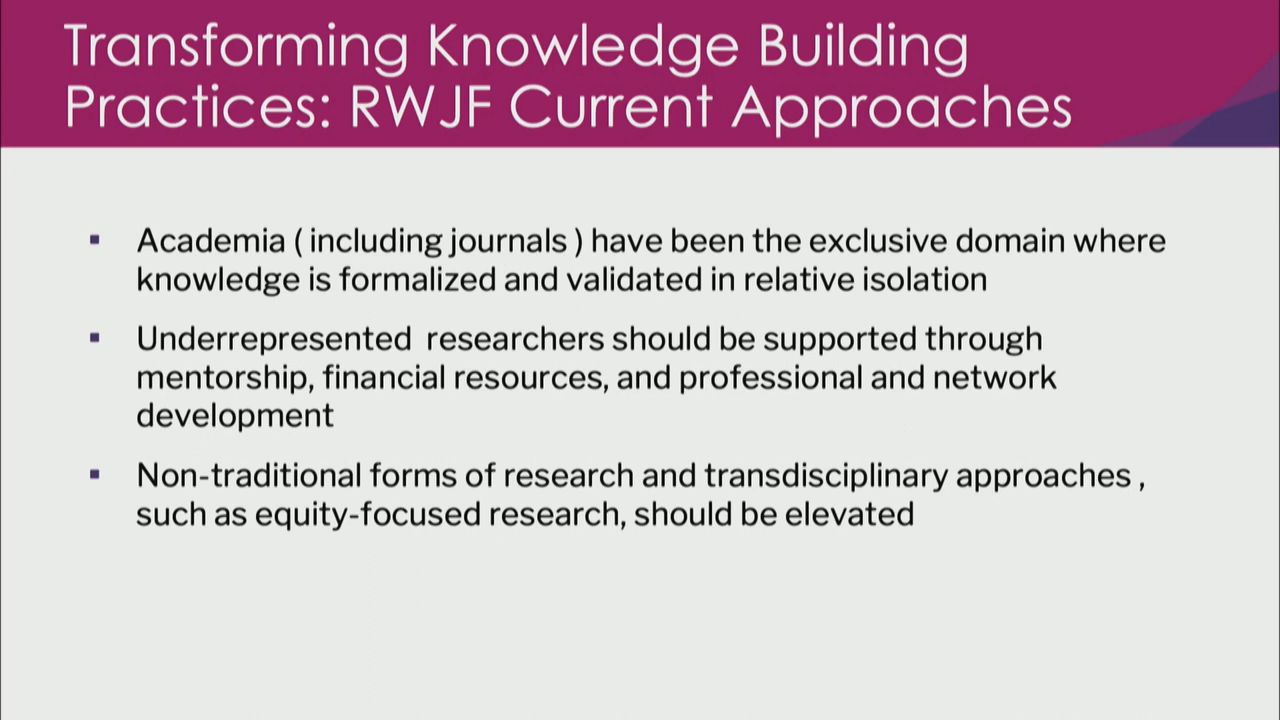 Transforming Knowledge Building
Practices: RWJF Current Approaches
▪ Academia ( including journals ) have been the exclusive domain where
knowledge is formalized and validated in relative isolation
▪ Underrepresented  researchers should be supported through
mentorship, financial resources, and professional and network
development
▪ Non-traditional forms of research and transdisciplinary approaches ,
such as equity-focused research, should be elevated